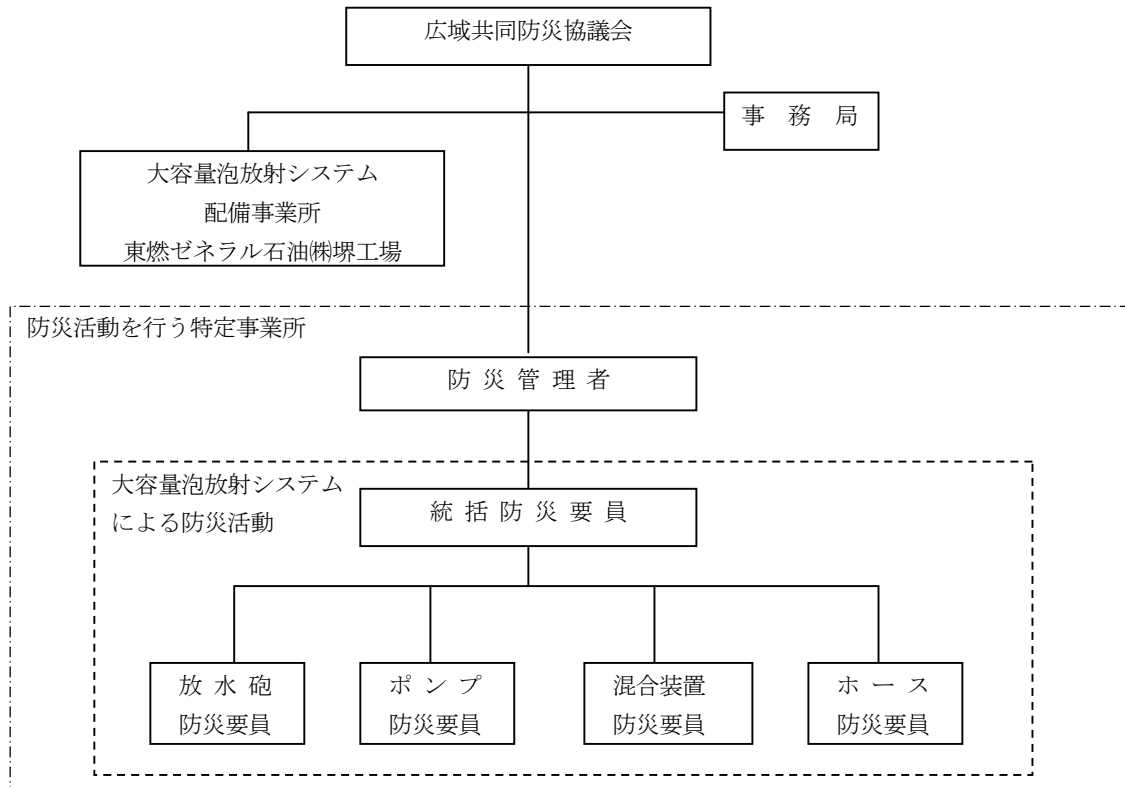 広域共同防災協議会
事　務　局
大容量泡放射システム
配備事業所
東燃ゼネラル石油㈱堺工場
防災活動を行う特定事業所
防 災 管 理 者
大容量泡放射システム
による防災活動
統 括 防 災 要 員
放 水 砲
防災要員
ポ ン プ
防災要員
混合装置
防災要員
ホ ー ス
防災要員